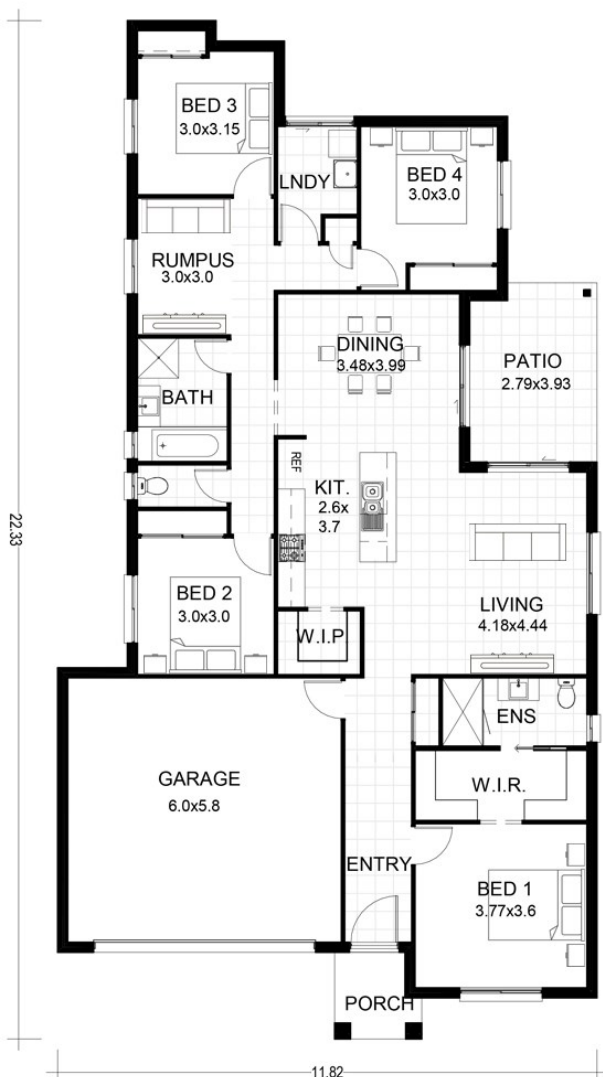 BED 3
3.0x3.15
LNDY
BED 4
3.0x3.0
RUMPUS
3.0x3.0
DINING
3.48x3.99
PATIO
2.79x3.93
BATH
REF
KIT.
2.6x
3.7
22.33
BED 2
3.0x3.0
LIVING
4.18x4.44
W.I.P.
ENS
GARAGE
6.0x5.8
W.I.R.
ENTRY
BED 1
3.77x3.6
PORCH
11.82